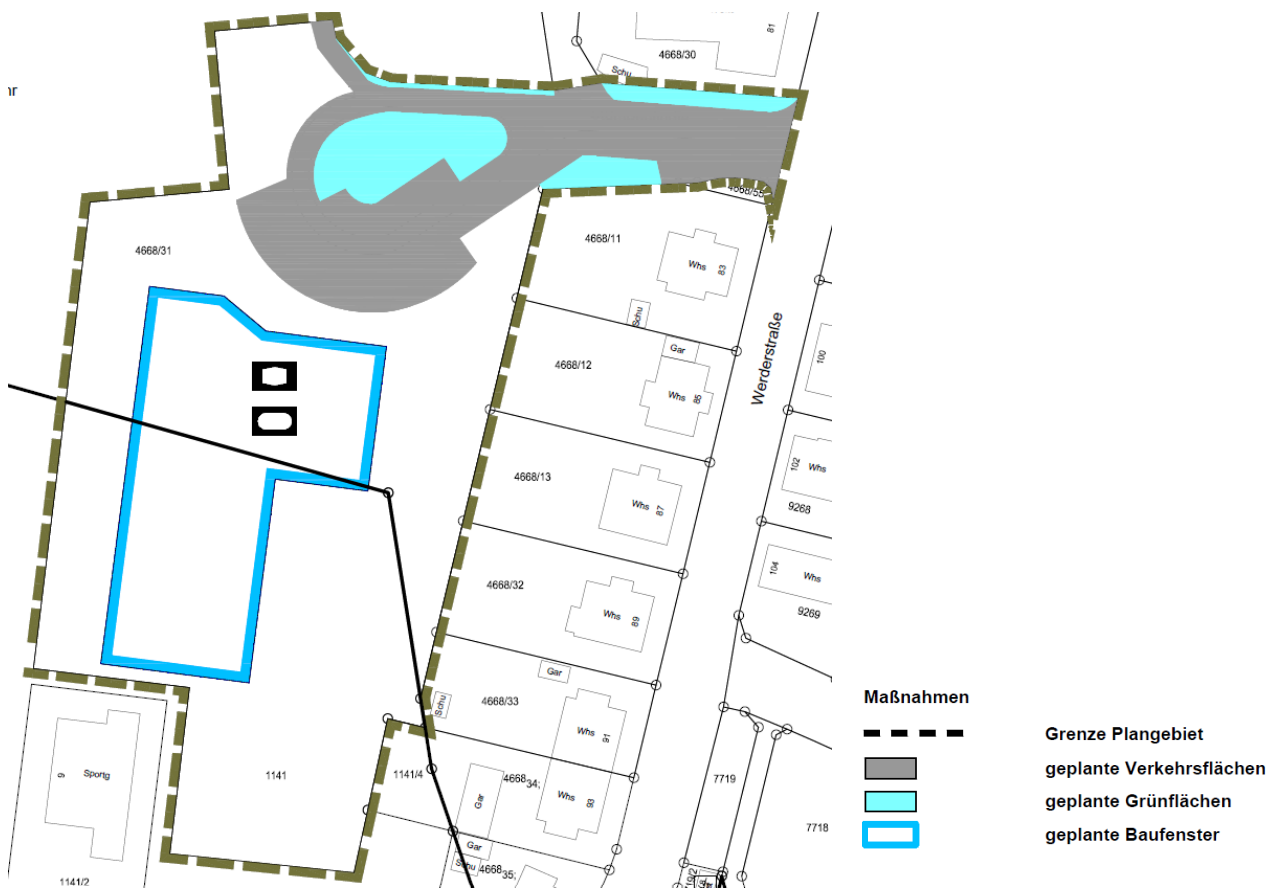 81
4668/30
Schu
hr
4668/55
4668/11
Whs
83
4668/31
Schu
Werderstraße
Gar
100
4668/12
Whs
85
102
Whs
4668/13
Whs
87
9268
104
Whs
4668/32
Whs
89
9269
Gar
4668/33
Schu
Whs
91
Maßnahmen
Grenze Plangebiet
geplante Verkehrsflächen
geplante Grünflächen
geplante Baufenster
9
Sportg
1141
1141/4
4668
34;
7719
Gar
Whs
93
7718
Gar
Schu
4668
35;
1141/2